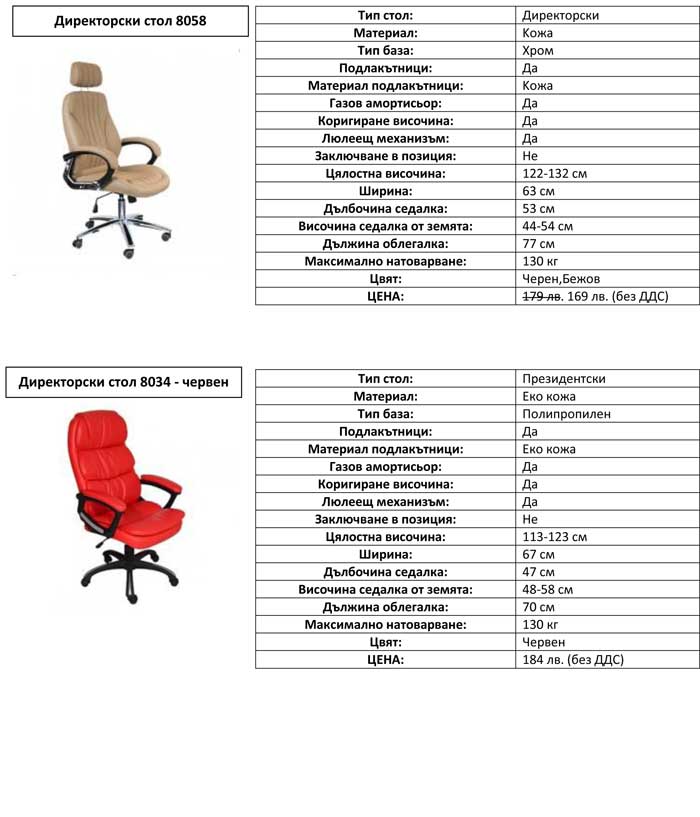 Директорски стол 8058
Тип стол: Директорски
Материал: Кожа
Тип база: Хром
Подлакътници: Да
Материал подлакътници: Кожа
Газов амортисьор: Да
Коригиране височина: Да
Люлеещ механизъм: Да
Заключване в позиция: Не
Цялостна височина: 122-132 см
Ширина: 63 см
Дълбочина седалка: 53 см
Височина седалка от земята: 44-54 см
Дължина облегалка: 77 см
Максимално натоварване: 130 кг
Цвят: Черен,Бежов
ЦЕНА: 179 лв. 169 лв. (без ДДС)
Директорски стол 8034 - червен
Тип стол: Президентски
Материал: Еко кожа
Тип база: Полипропилен
Подлакътници: Да
Материал подлакътници: Еко кожа
Газов амортисьор: Да
Коригиране височина: Да
Люлеещ механизъм: Да
Заключване в позиция: Не
Цялостна височина: 113-123 см
Ширина: 67 см
Дълбочина седалка: 47 см
Височина седалка от земята: 48-58 см
Дължина облегалка: 70 см
Максимално натоварване: 130 кг
Цвят: Червен
ЦЕНА: 184 лв. (без ДДС)